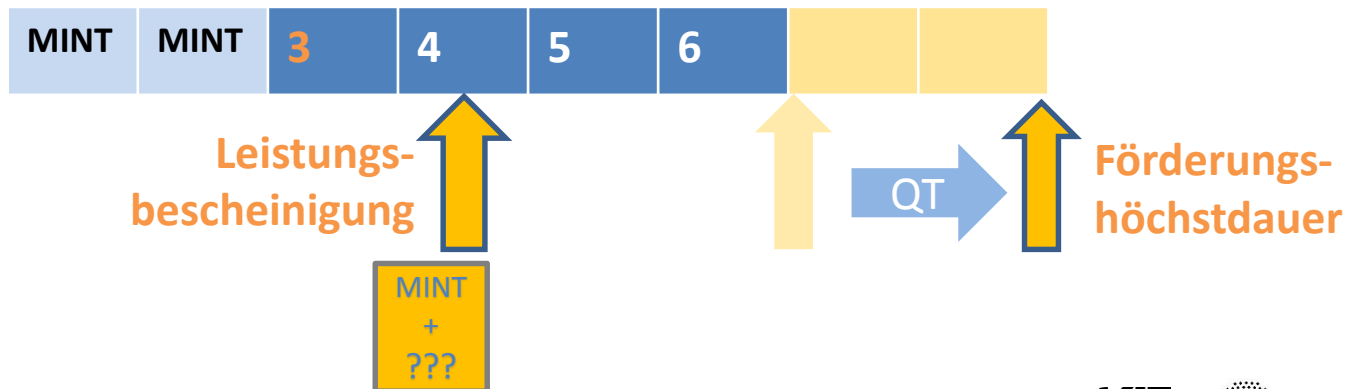 MINT MINT 3 4 5 6
Leistungs-
bescheinigung
QT
Förderungs-
höchstdauer
MINT
+
???